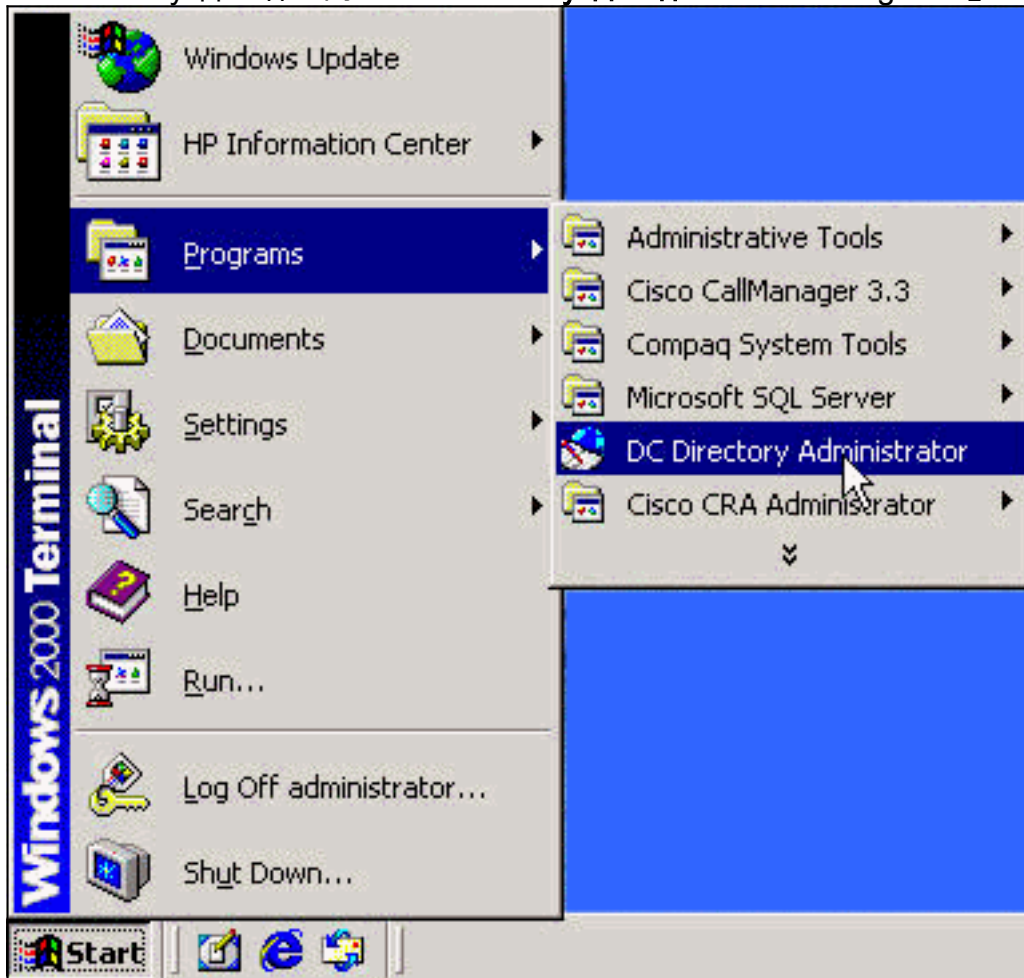 Windows Update
HP Information Center
Programs
Documents
Settings
Search
Help
Run...
Log Off administrator...
Shut Down...
Administrative Tools
Cisco CallManager 3.3
Compaq System Tools
Microsoft SQL Server
DC Directory Administrator
Cisco CRA Administrator
Windows 2000 Terminal
Start